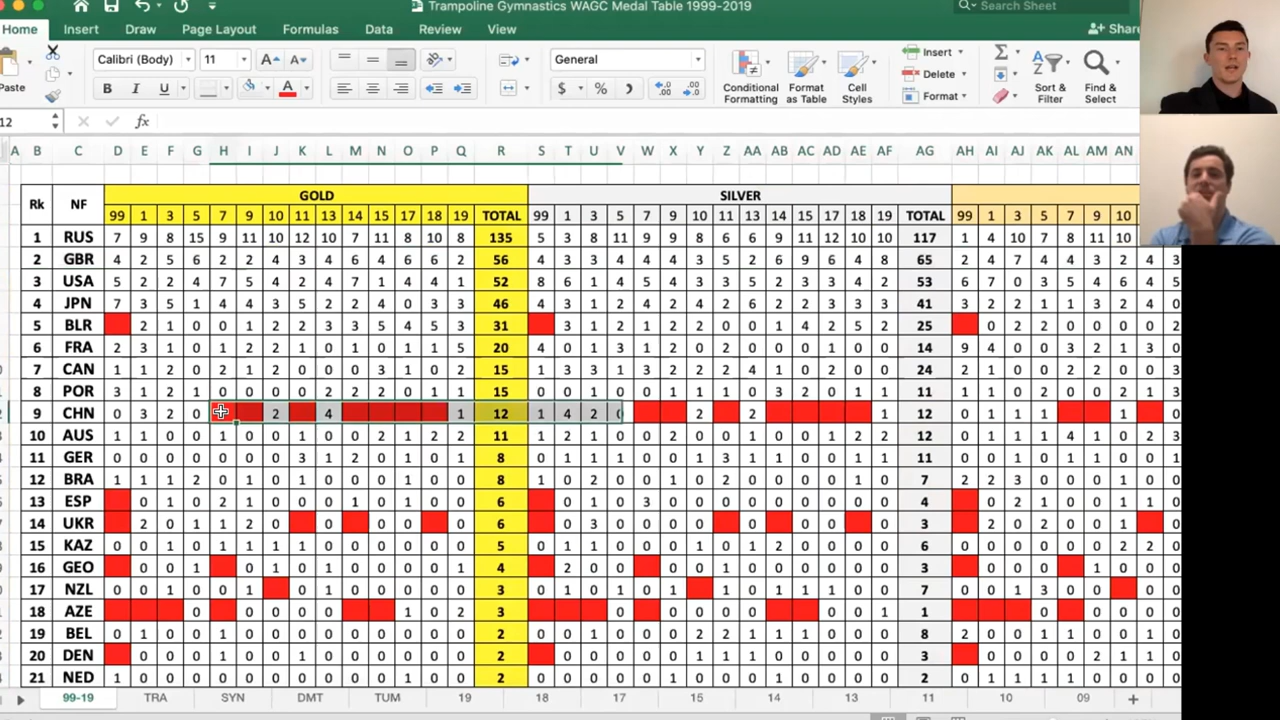 Trampoline Gymnastics WAGC Medal Table 1999-2019
Search Sheet
Home Insert Draw Page Layout Formulas Data Review View
Calibri (Body) 11 General Insert
Delete
Format
Paste B I U $ % Conditional Formatting Format as Table Cell Styles Sort & Filter Find & Select
12 fx
A B C D E F G H I J K L M N O P Q R S T U V W X Y Z AA AB AC AD AE AF AG AH AI AJ AK AL AM AN
GOLD SILVER
Rk NF 99 1 3 5 7 9 10 11 13 14 15 17 18 19 TOTAL 99 1 3 5 7 9 10 11 13 14 15 17 18 19 TOTAL 99 1 3 5 7 9 10
1 RUS 7 9 8 15 9 11 10 12 10 7 11 8 10 8 135 5 3 8 11 9 10 8 6 6 9 12 10 10 10 117 1 4 10 7 8 11 10
2 GBR 4 2 5 6 2 2 4 3 4 6 4 6 6 2 56 4 3 3 4 4 4 3 6 2 6 9 6 4 8 65 2 4 7 4 4 3 2 4 3
3 USA 5 2 2 4 7 5 4 2 4 7 1 4 4 1 52 8 6 1 4 5 4 3 3 5 2 3 3 4 2 53 6 7 0 3 5 4 6 4 5
4 JPN 7 3 5 1 4 4 3 5 2 2 4 0 3 3 46 4 3 1 2 4 2 4 2 6 2 2 3 3 3 41 3 2 2 1 1 3 2 4 0
5 BLR 2 1 0 0 1 2 2 3 3 5 4 5 3 31 3 1 2 1 2 2 0 0 1 4 2 5 2 25 0 2 2 0 0 0 0 2
6 FRA 2 3 1 0 1 2 2 1 0 1 0 1 1 5 20 4 0 1 3 1 2 0 2 0 0 0 1 0 0 14 9 4 0 0 3 2 1 3 0
7 CAN 1 1 2 0 2 1 2 0 0 3 1 0 2 15 1 3 3 1 3 2 2 4 1 0 2 0 24 0 0 2 1 2 3 0 1
8 POR 3 1 2 1 0 0 0 0 2 2 2 0 1 1 15 0 0 1 0 1 1 1 0 3 2 0 1 1 11 1 1 2 0 0 0 1 1 0
9 CHN 0 3 2 0 2 4 1 12 1 4 2 0 2 2 1 12 0 1 1 1 1 0
10 AUS 1 1 0 0 1 0 0 1 0 2 1 1 2 2 11 1 2 1 0 0 2 0 0 1 0 0 1 2 2 12 0 1 1 1 4 1 0 2 3
11 GER 0 0 0 0 0 0 0 3 1 2 0 1 0 1 8 0 1 1 1 0 0 1 3 1 1 1 0 1 1 11 0 0 1 1 0 1 0 0 1
12 BRA 1 1 1 2 0 1 0 0 1 0 0 1 0 0 8 1 0 2 0 0 1 0 2 0 0 0 0 1 0 7 2 2 3 0 0 0 0 1 0
13 ESP 0 1 0 2 1 0 0 0 1 0 1 0 0 6 0 1 0 3 0 0 0 0 0 0 0 0 0 4 0 2 1 0 0 1 1 0
14 UKR 2 0 1 1 2 0 0 0 0 6 0 3 0 0 0 0 0 0 0 0 3 2 0 2 0 0 1 0
15 KAZ 0 0 1 0 1 1 1 1 0 0 0 0 0 0 5 0 1 1 0 0 0 1 0 1 2 0 0 0 0 6 0 0 0 0 0 0 2 2 0
16 GEO 0 0 1 0 1 0 1 0 0 0 0 1 4 2 0 0 0 0 1 0 0 0 0 0 0 3 0 0 0 1 0 0 0
17 NZL 0 0 1 0 0 1 0 0 0 0 0 1 0 3 0 0 0 1 0 1 0 1 1 1 1 1 0 7 0 0 1 3 0 0 0 0
18 AZE 0 0 0 0 0 1 0 2 3 0 0 0 0 0 0 0 1 1 0 0 0 0 0
19 BEL 0 1 0 0 1 0 0 0 0 0 0 0 0 0 2 0 0 1 0 0 0 2 2 1 1 1 0 0 0 8 2 0 0 1 1 0 0 1 0
20 DEN 0 0 0 1 0 0 1 0 0 0 0 0 0 2 0 0 0 0 0 1 1 0 0 0 0 1 0 3 0 0 0 0 2 1 1 0
21 NED 1 0 0 0 0 0 0 0 0 0 0 1 0 0 2 0 0 0 0 0 1 0 0 0 1 0 0 0 0 2 0 1 1 1 1 0 0 0 0
99-19 TRA SYN DMT TUM 19 18 17 15 14 13 11 10 09